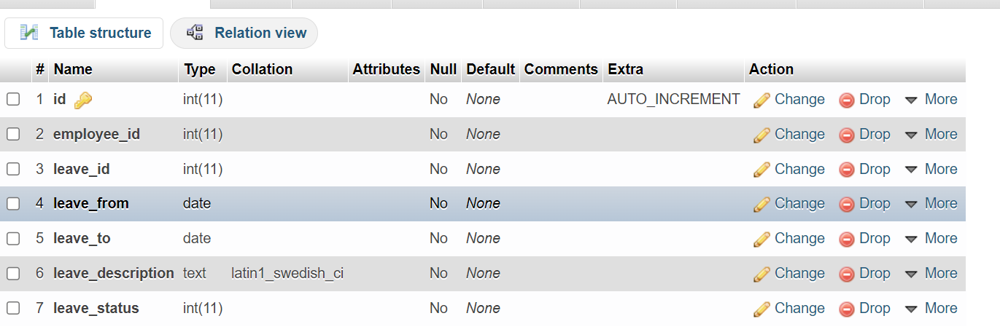 Table structure Relation view
# Name Type Collation Attributes Null Default Comments Extra Action
1 id int(11) No None AUTO_INCREMENT Change Drop More
2 employee_id int(11) No None Change Drop More
3 leave_id int(11) No None Change Drop More
4 leave_from date No None Change Drop More
5 leave_to date No None Change Drop More
6 leave_description text latin1_swedish_ci No None Change Drop More
7 leave_status int(11) No None Change Drop More